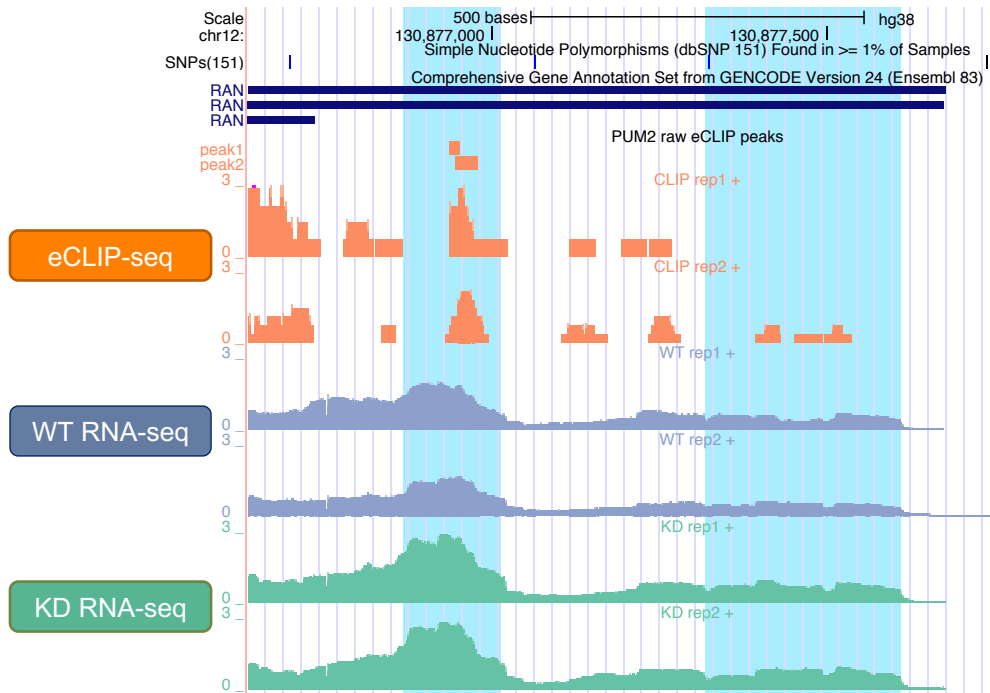 Scale 500 bases hg38
chr12: 130,877,000 130,877,500
Simple Nucleotide Polymorphisms (dbSNP 151) Found in >= 1% of Samples
SNPs(151)
Comprehensive Gene Annotation Set from GENCODE Version 24 (Ensembl 83)
RAN
RAN
RAN
PUM2 raw eCLIP peaks
peak1
peak2
3 _ CLIP rep1 +
eCLIP-seq
0 _
3 _ CLIP rep2 +
0 _
3 _ WT rep1 +
WT RNA-seq
0 _
3 _ WT rep2 +
0 _
3 _ KD rep1 +
KD RNA-seq
0 _
3 _ KD rep2 +
0 _